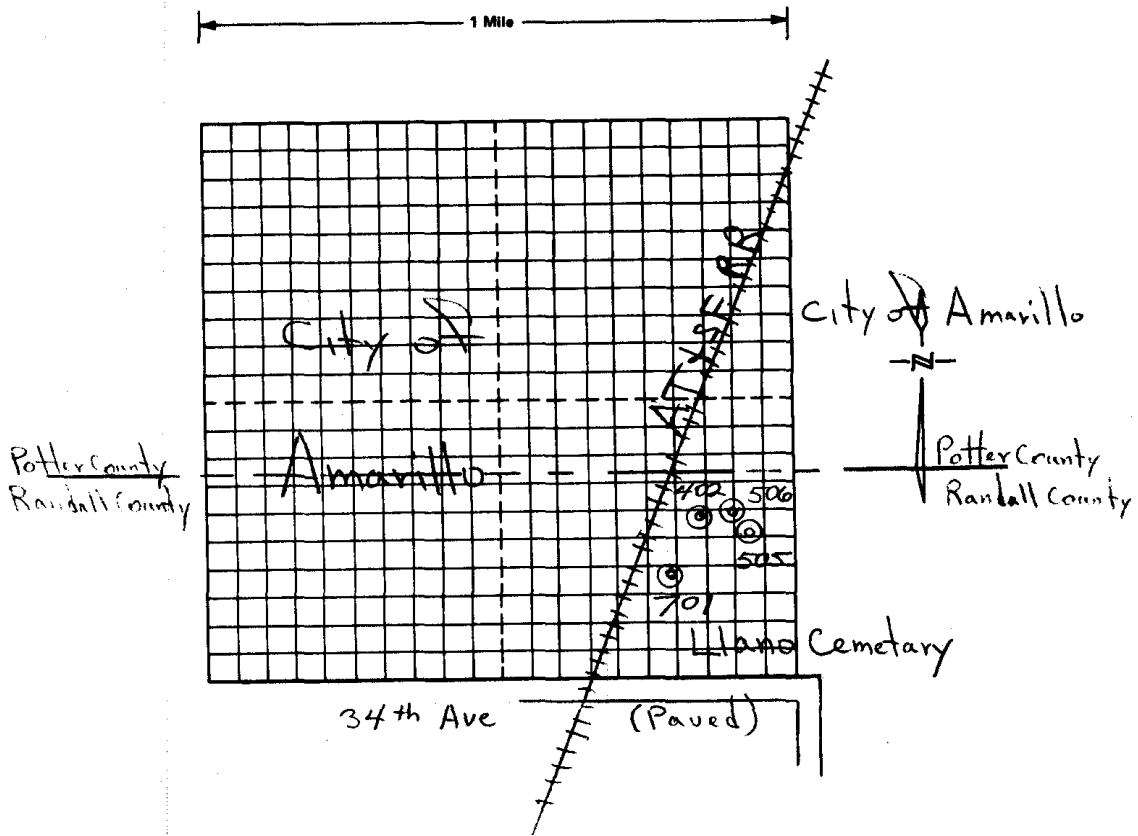 1 Mile
AT&SF RR
City of
City of Amarillo
N
Amarillo
Potter County
Randall County
Potter County
Randall County
402
506
505
701
Llano Cemetary
34th Ave (Paved)